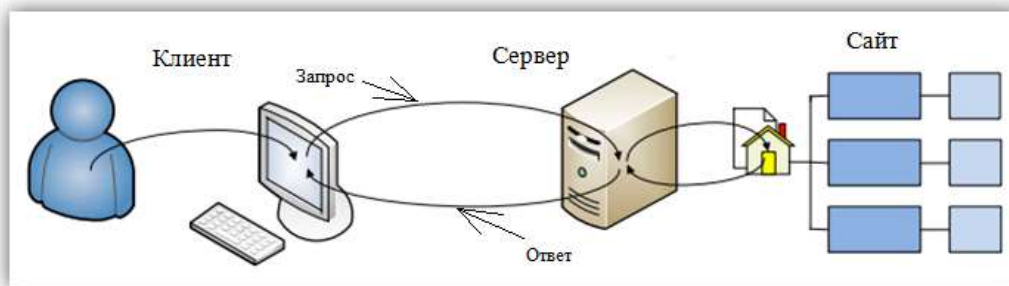 Клиент
Запрос
Сервер
Сайт
Ответ